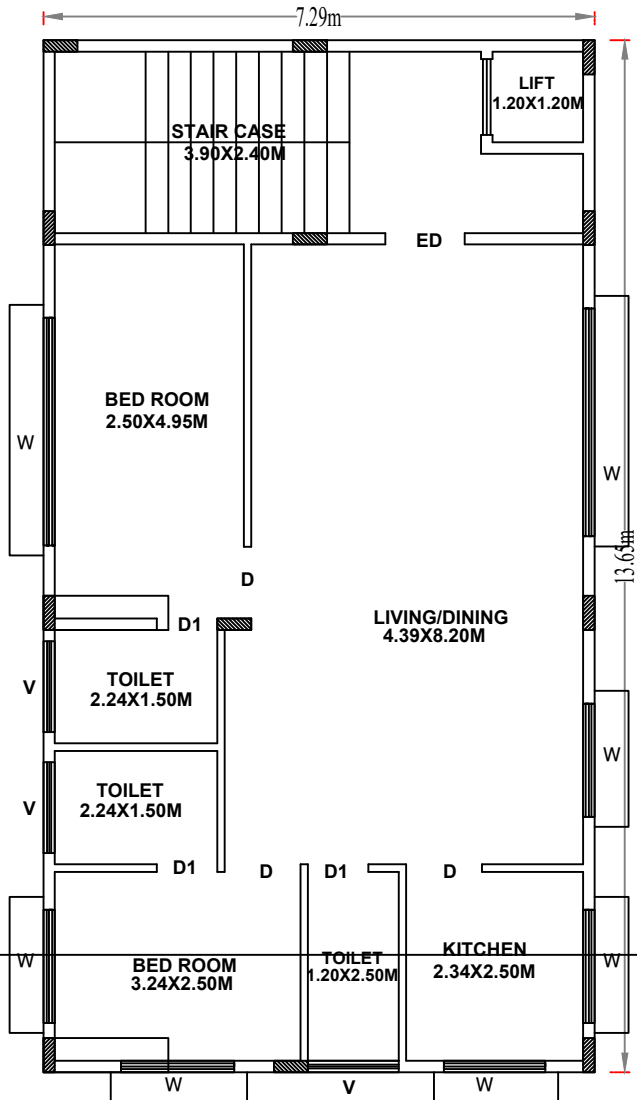 7.29m
LIFT
1.20X1.20M
STAIR CASE
3.90X2.40M
ED
BED ROOM
2.50X4.95M
W
W
13.65m
D
LIVING/DINING
4.39X8.20M
D1
TOILET
2.24X1.50M
V
W
TOILET
2.24X1.50M
V
D1
D
D1
D
W
BED ROOM
3.24X2.50M
TOILET
1.20X2.50M
KITCHEN
2.34X2.50M
W
W
V
W